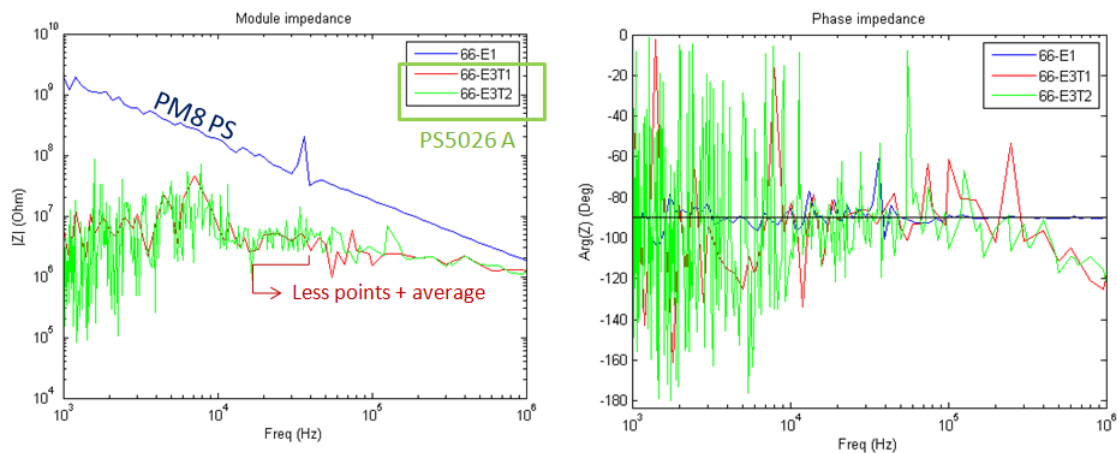 Module impedance
10^10
10^9
10^8
10^7
10^6
10^5
10^4
|Z| (Ohm)
10^3
10^4
10^5
10^6
Freq (Hz)
66-E1
66-E3T1
66-E3T2
PM8 PS
PS5026 A
Less points + average
Phase impedance
0
-20
-40
-60
-80
-100
-120
-140
-160
-180
Arg(Z) (Deg)
10^3
10^4
10^5
10^6
Freq (Hz)
66-E1
66-E3T1
66-E3T2